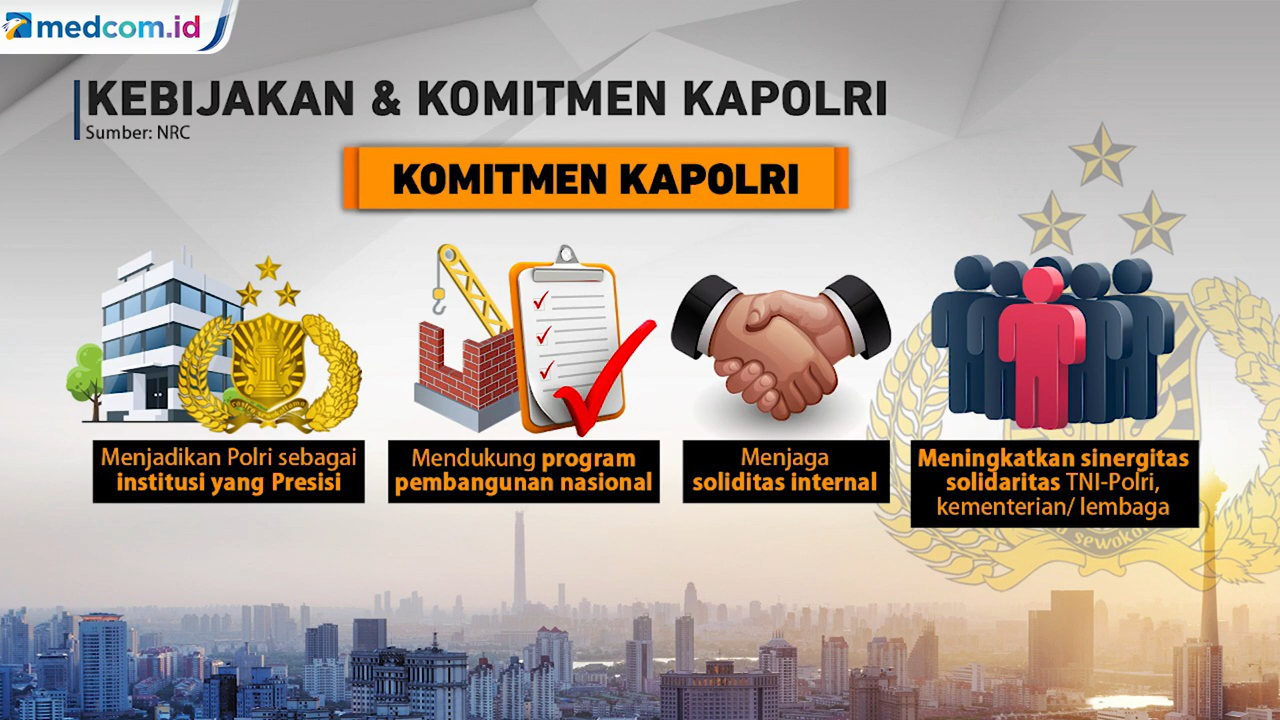 medcom.id
KEBIJAKAN & KOMITMEN KAPOLRI
Sumber: NRC
KOMITMEN KAPOLRI
Menjadikan Polri sebagai
institusi yang Presisi
Mendukung program
pembangunan nasional
Menjaga
soliditas internal
Meningkatkan sinergitas
solidaritas TNI-Polri,
kementerian/ lembaga